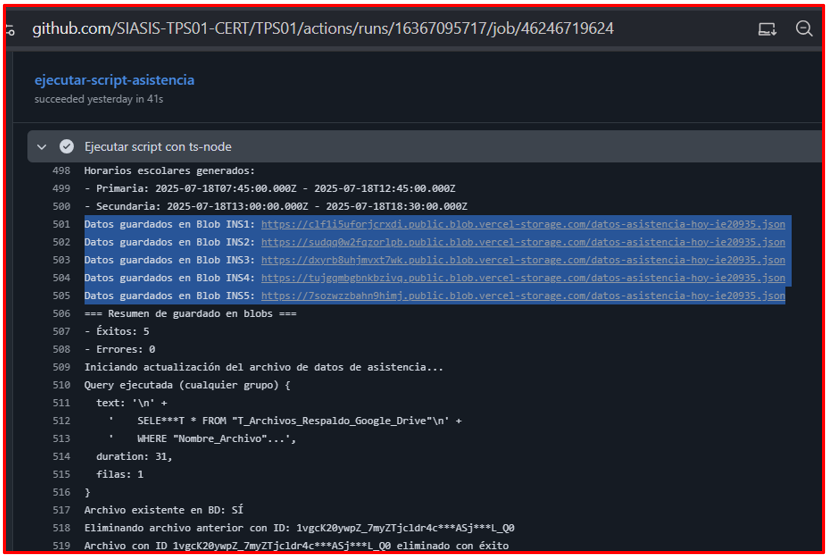 github.com/SIASIS-TPS01-CERT/TPS01/actions/runs/16367095717/job/46246719624
ejecutar-script-asistencia
succeeded yesterday in 41s
Ejecutar script con ts-node
498 Horarios escolares generados:
499 - Primaria: 2025-07-18T07:45:00.000Z - 2025-07-18T12:45:00.000Z
500 - Secundaria: 2025-07-18T13:00:00.000Z - 2025-07-18T18:30:00.000Z
501 Datos guardados en Blob INS1: https://clf1i5uforjcrxdi.public.blob.vercel-storage.com/datos-asistencia-hoy-ie20935.json
502 Datos guardados en Blob INS2: https://sudqq0w2fqzorlpb.public.blob.vercel-storage.com/datos-asistencia-hoy-ie20935.json
503 Datos guardados en Blob INS3: https://dxyrb8uhjmvxt7wk.public.blob.vercel-storage.com/datos-asistencia-hoy-ie20935.json
504 Datos guardados en Blob INS4: https://tujgqmbgbnkbzivq.public.blob.vercel-storage.com/datos-asistencia-hoy-ie20935.json
505 Datos guardados en Blob INS5: https://7sozwzzbahn9himj.public.blob.vercel-storage.com/datos-asistencia-hoy-ie20935.json
506 === Resumen de guardado en blobs ===
507 - Éxitos: 5
508 - Errores: 0
509 Iniciando actualización del archivo de datos de asistencia...
510 Query ejecutada (cualquier grupo) {
511 text: '\n' +
512 ' SELE***T * FROM "T_Archivos_Respaldo_Google_Drive"\n' +
513 ' WHERE "Nombre_Archivo"...',
514 duration: 31,
515 filas: 1
516 }
517 Archivo existente en BD: SÍ
518 Eliminando archivo anterior con ID: 1vgcK20ywpZ_7myZTjcldr4c***ASj***L_Q0
519 Archivo con ID 1vgcK20ywpZ_7myZTjcldr4c***ASj***L_Q0 eliminado con éxito